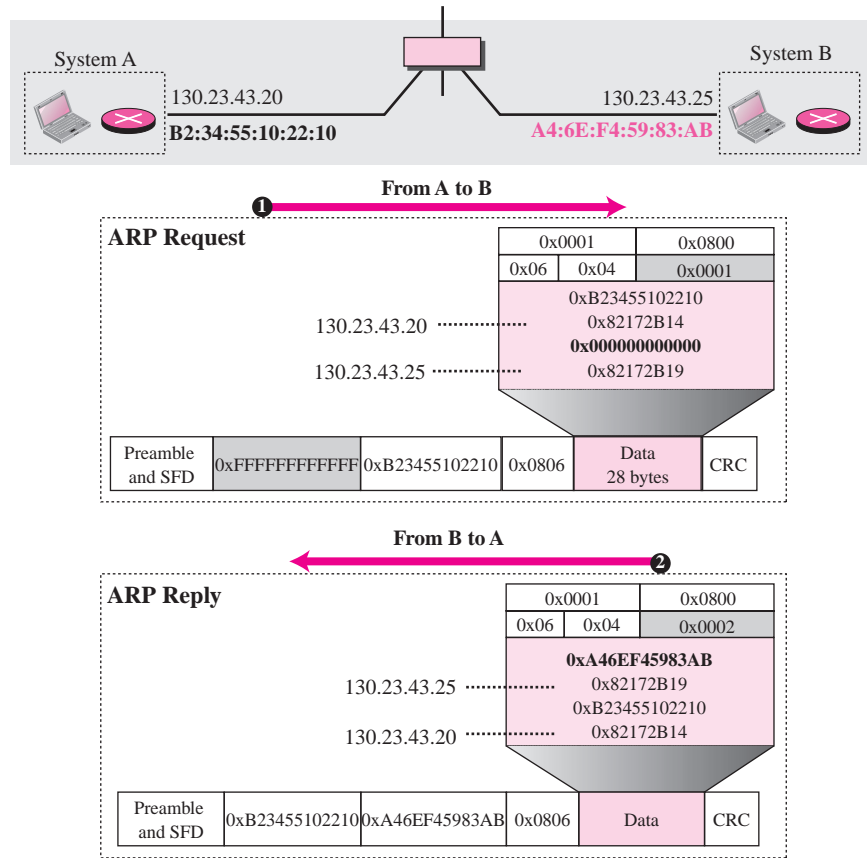 System A
System B
130.23.43.20
130.23.43.25
B2:34:55:10:22:10
A4:6E:F4:59:83:AB
From A to B
1
ARP Request
0x0001 0x0800
0x06 0x04 0x0001
0xB23455102210
130.23.43.20 0x82172B14
0x000000000000
130.23.43.25 0x82172B19
Preamble and SFD 0xFFFFFFFFFFFF 0xB23455102210 0x0806 Data 28 bytes CRC
From B to A
2
ARP Reply
0x0001 0x0800
0x06 0x04 0x0002
0xA46EF45983AB
130.23.43.25 0x82172B19
0xB23455102210
130.23.43.20 0x82172B14
Preamble and SFD 0xB23455102210 0xA46EF45983AB 0x0806 Data CRC